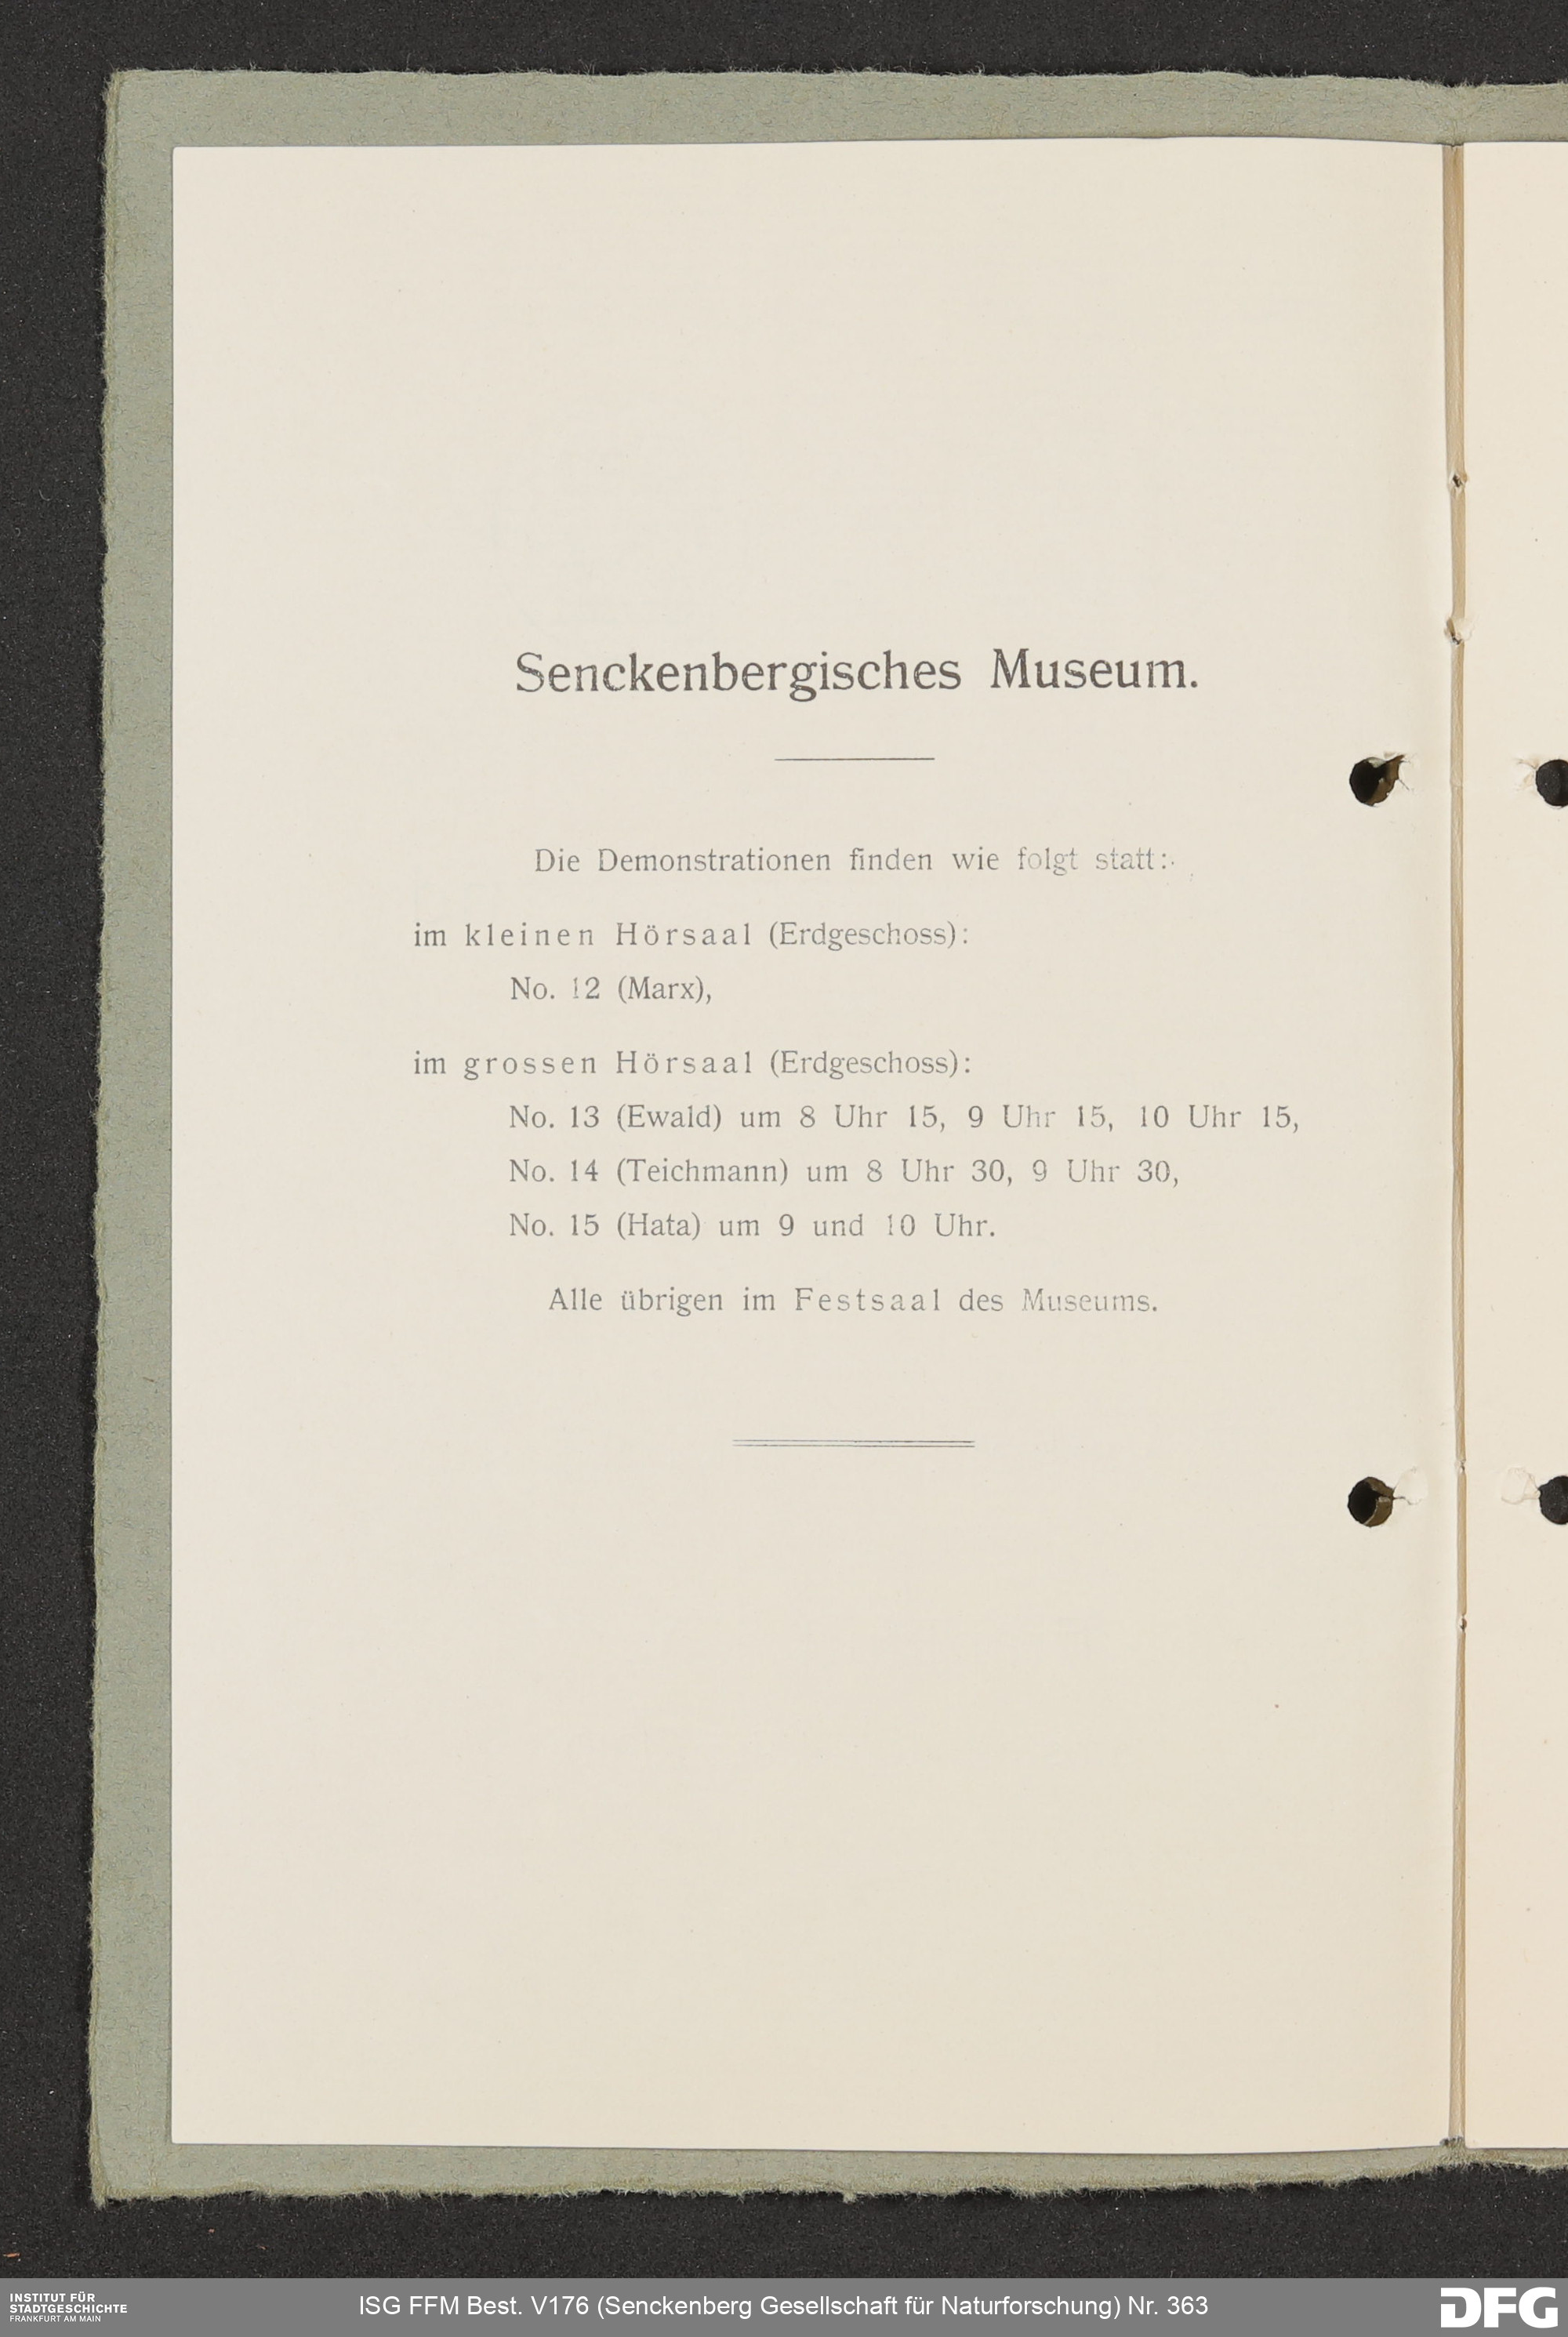 Senckenbergisches Museum.
Die Demonstrationen finden wie folgt statt:
im kleinen Hörsaal (Erdgeschoss):
No. 12 (Marx),
im grossen Hörsaal (Erdgeschoss):
No. 13 (Ewald) um 8 Uhr 15, 9 Uhr 15, 10 Uhr 15,
No. 14 (Teichmann) um 8 Uhr 30, 9 Uhr 30,
No. 15 (Hata) um 9 und 10 Uhr.
Alle übrigen im Festsaal des Museums.
INSTITUT FÜR
STADTGESCHICHTE
FRANKFURT AM MAIN
ISG FFM Best. V176 (Senckenberg Gesellschaft für Naturforschung) Nr. 363
DFG